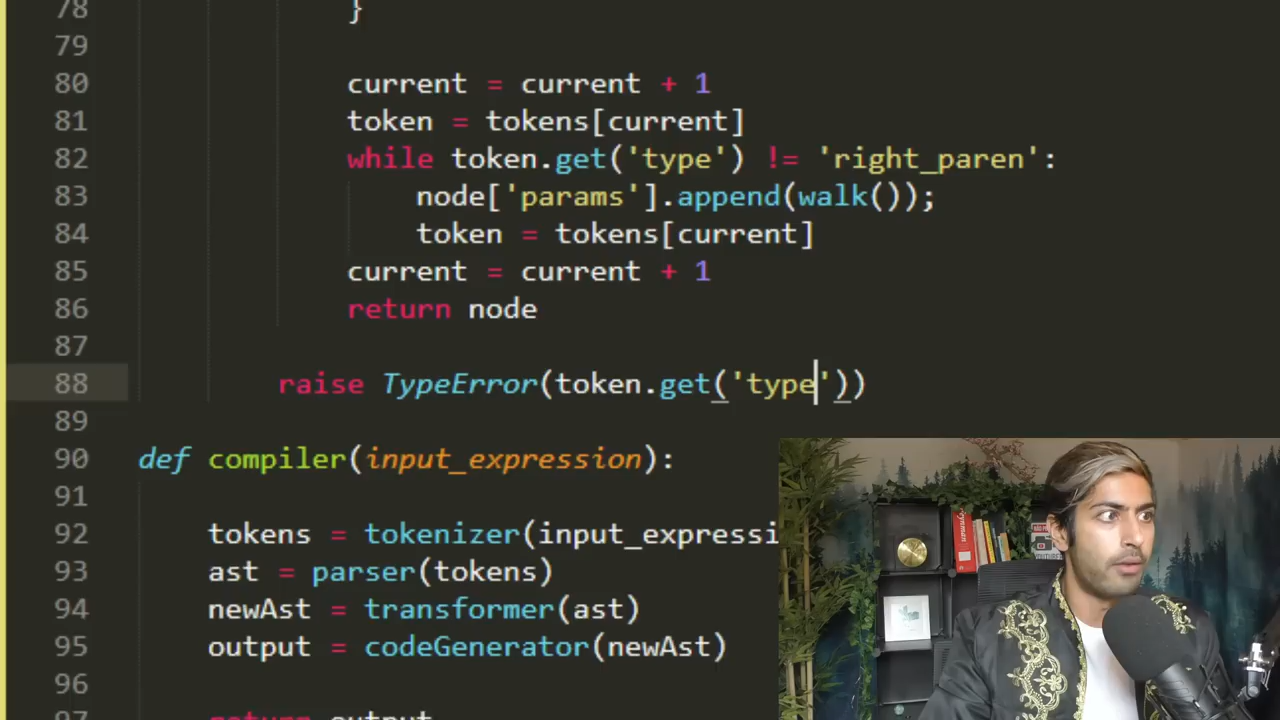 78 }
79
80 current = current + 1
81 token = tokens[current]
82 while token.get('type') != 'right_paren':
83 node['params'].append(walk());
84 token = tokens[current]
85 current = current + 1
86 return node
87
88 raise TypeError(token.get('type'))
89
90 def compiler(input_expression):
91
92 tokens = tokenizer(input_expressi
93 ast = parser(tokens)
94 newAst = transformer(ast)
95 output = codeGenerator(newAst)
96
97 return output